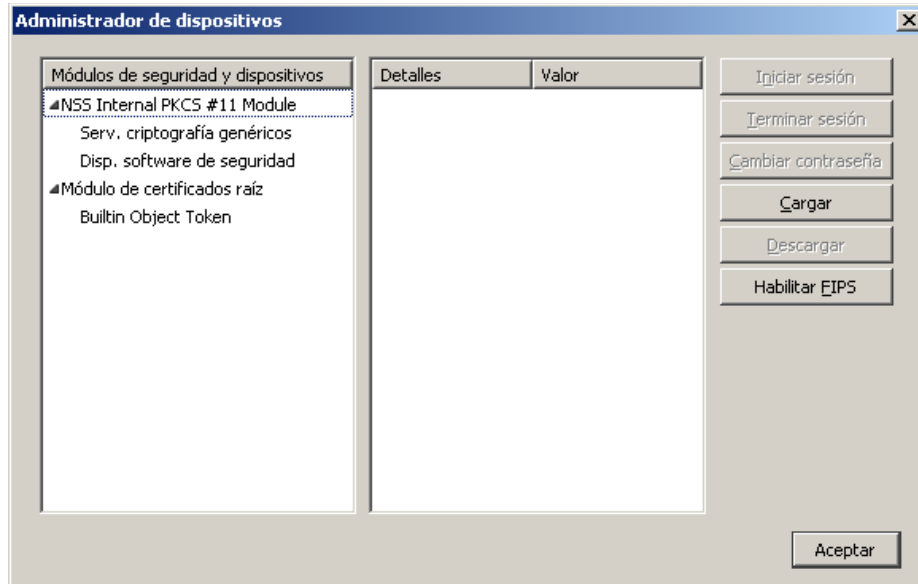 Administrador de dispositivos
Módulos de seguridad y dispositivos
NSS Internal PKCS #11 Module
Serv. criptografía genéricos
Disp. software de seguridad
Módulo de certificados raíz
Builtin Object Token
Detalles
Valor
Iniciar sesión
Terminar sesión
Cambiar contraseña
Cargar
Descargar
Habilitar FIPS
Aceptar